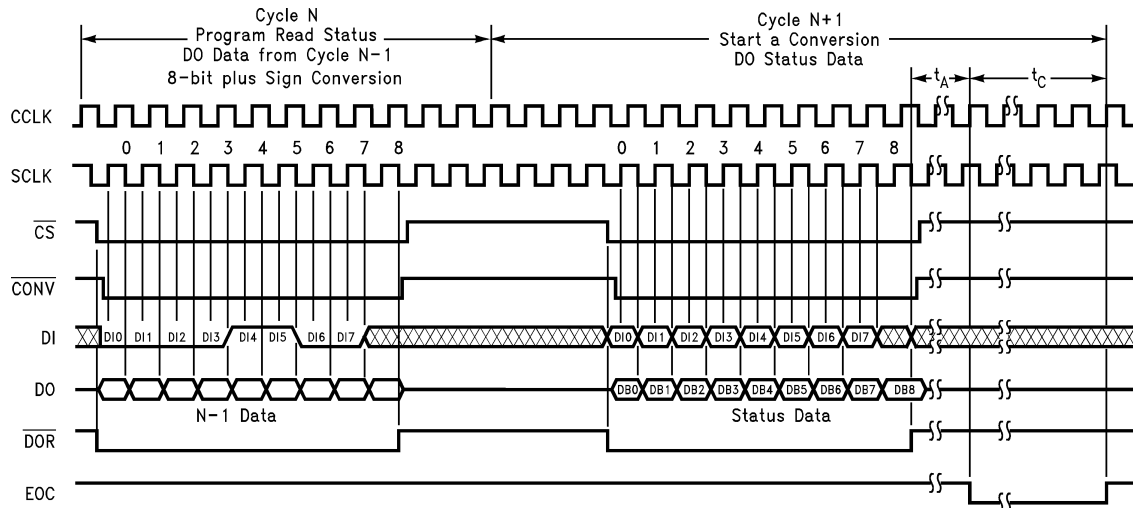 Cycle N
Program Read Status
DO Data from Cycle N-1
8-bit plus Sign Conversion
Cycle N+1
Start a Conversion
DO Status Data
tA
tC
CCLK
0 1 2 3 4 5 6 7 8
0 1 2 3 4 5 6 7 8
SCLK
CS
CONV
DI
DI0 DI1 DI2 DI3 DI4 DI5 DI6 DI7
DI0 DI1 DI2 DI3 DI4 DI5 DI6 DI7
DO
DB0 DB1 DB2 DB3 DB4 DB5 DB6 DB7 DB8
N-1 Data
Status Data
DOR
EOC